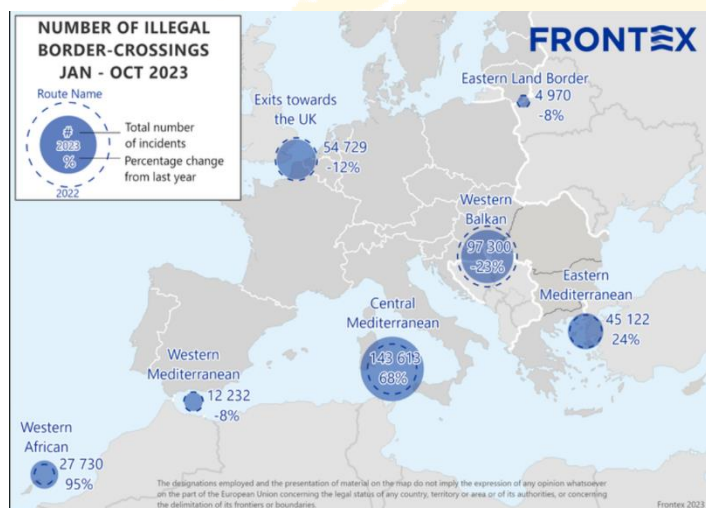 NUMBER OF ILLEGAL
BORDER-CROSSINGS
JAN - OCT 2023
Route Name
#
2023
%
Total number
of incidents
Percentage change
from last year
2022
FRONTEX
Eastern Land Border
4 970
-8%
Exits towards
the UK
54 729
-12%
Western
Balkan
97 300
-23%
Eastern
Mediterranean
45 122
24%
Central
Mediterranean
143 613
68%
Western
Mediterranean
12 232
-8%
Western
African
27 730
95%
The designations employed and the presentation of material on the map do not imply the expression of any opinion whatsoever
on the part of the European Union concerning the legal status of any country, territory or area or of its authorities, or concerning
the delimitation of its frontiers or boundaries.
Frontex 2023